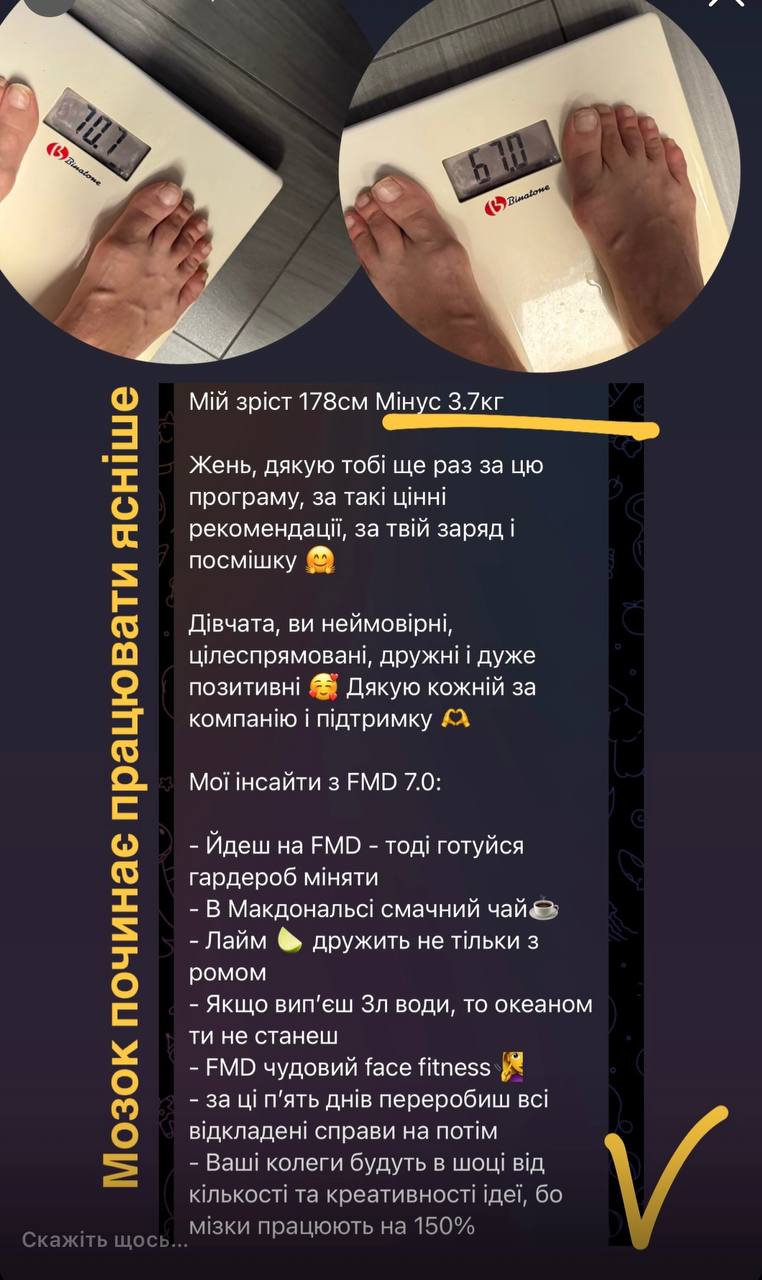 70.7
Binatone
67.0
Binatone
Мозок починає працювати ясніше
Мій зріст 178см Мінус 3.7кг
Жень, дякую тобі ще раз за цю
програму, за такі цінні
рекомендації, за твій заряд і
посмішку 🤗
Дівчата, ви неймовірні,
цілеспрямовані, дружні і дуже
позитивні 🥰 Дякую кожній за
компанію і підтримку 🫶
Мої інсайти з FMD 7.0:
- Йдеш на FMD - тоді готуйся
гардероб міняти
- В Макдональсі смачний чай☕
- Лайм 🍋‍🟩 дружить не тільки з
ромом
- Якщо вип’єш 3л води, то океаном
ти не станеш
- FMD чудовий face fitness🧏‍♀️
- за ці п’ять днів переробиш всі
відкладені справи на потім
- Ваші колеги будуть в шоці від
кількості та креативності ідеї, бо
мізки працюють на 150%
Скажіть щось...